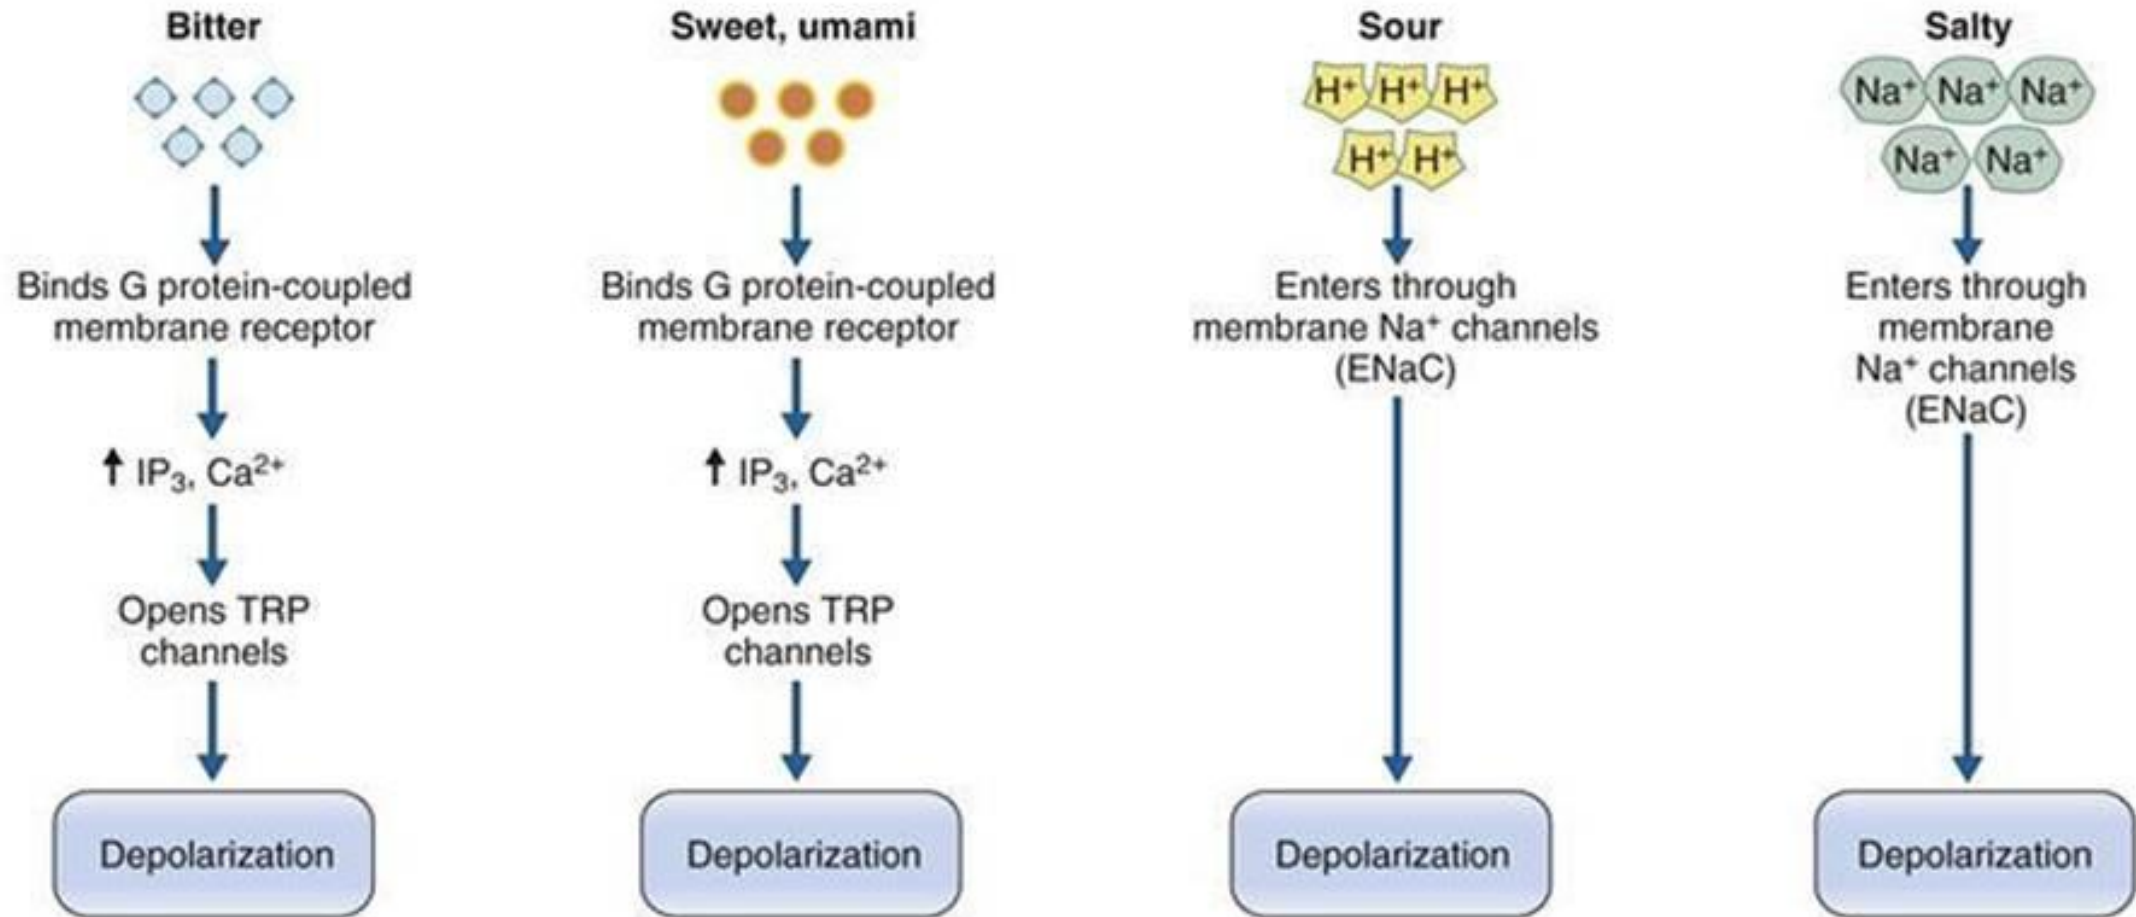 Bitter
Binds G protein-coupled
membrane receptor
↑ IP₃, Ca²⁺
Opens TRP
channels
Depolarization
Sweet, umami
Binds G protein-coupled
membrane receptor
↑ IP₃, Ca²⁺
Opens TRP
channels
Depolarization
Sour
H⁺ H⁺ H⁺
H⁺ H⁺
Enters through
membrane Na⁺ channels
(ENaC)
Depolarization
Salty
Na⁺ Na⁺ Na⁺
Na⁺ Na⁺
Enters through
membrane
Na⁺ channels
(ENaC)
Depolarization